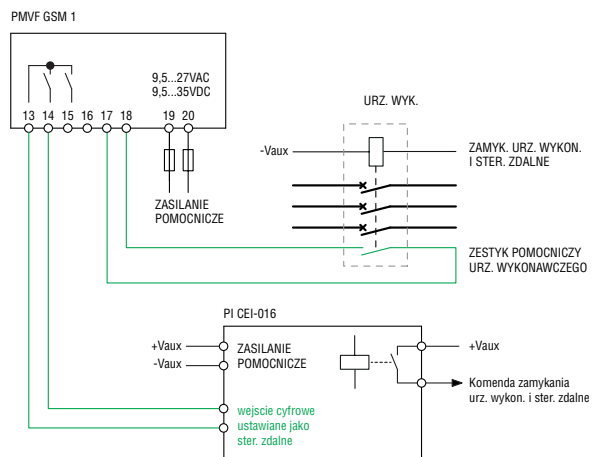 PMVF GSM 1
9,5...27VAC
9,5...35VDC
13 14 15 16 17 18 19 20
ZASILANIE
POMOCNICZE
URZ. WYK.
-Vaux
ZAMYK. URZ. WYKON.
I STER. ZDALNE
ZESTYK POMOCNICZY
URZ. WYKONAWCZEGO
PI CEI-016
+Vaux
-Vaux
ZASILANIE
POMOCNICZE
+Vaux
Komenda zamykania
urz. wykon. i ster. zdalne
wejscie cyfrowe
ustawiane jako
ster. zdalne